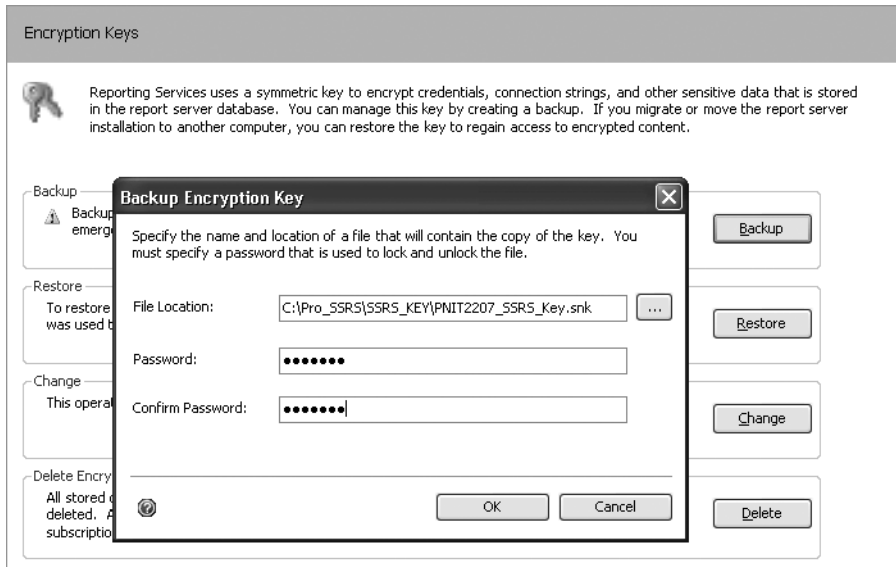 Encryption Keys
Reporting Services uses a symmetric key to encrypt credentials, connection strings, and other sensitive data that is stored
in the report server database. You can manage this key by creating a backup. If you migrate or move the report server
installation to another computer, you can restore the key to regain access to encrypted content.
Backup
Backup
emerg
Backup
Backup Encryption Key
Specify the name and location of a file that will contain the copy of the key. You
must specify a password that is used to lock and unlock the file.
File Location:
C:\Pro_SSRS\SSRS_KEY\PNIT2207_SSRS_Key.snk
...
Password:
•••••••
Confirm Password:
•••••••
OK
Cancel
Restore
To restore
was used t
Restore
Change
This operat
Change
Delete Encry
All stored
deleted. A
subscriptio
Delete